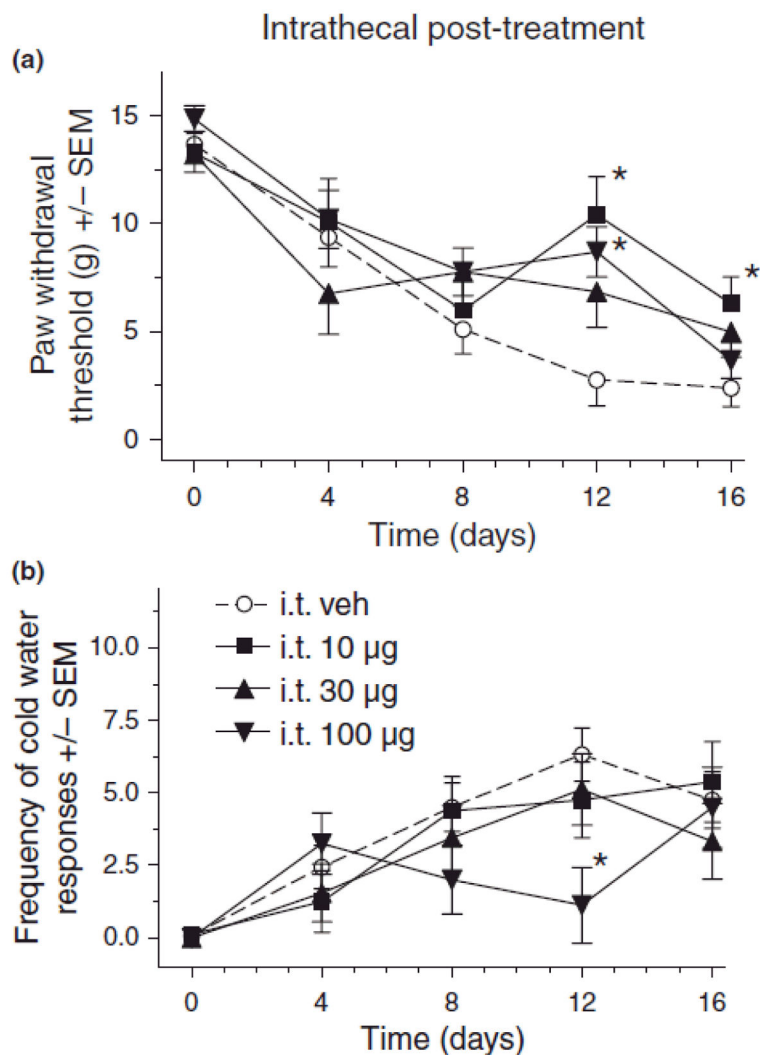 Intrathecal post-treatment
(a)
Paw withdrawal
threshold (g) +/− SEM
15
10
5
0
*
*
*
0 4 8 12 16
Time (days)
(b)
Frequency of cold water
responses +/− SEM
10.0
7.5
5.0
2.5
0.0
i.t. veh
i.t. 10 µg
i.t. 30 µg
i.t. 100 µg
*
0 4 8 12 16
Time (days)